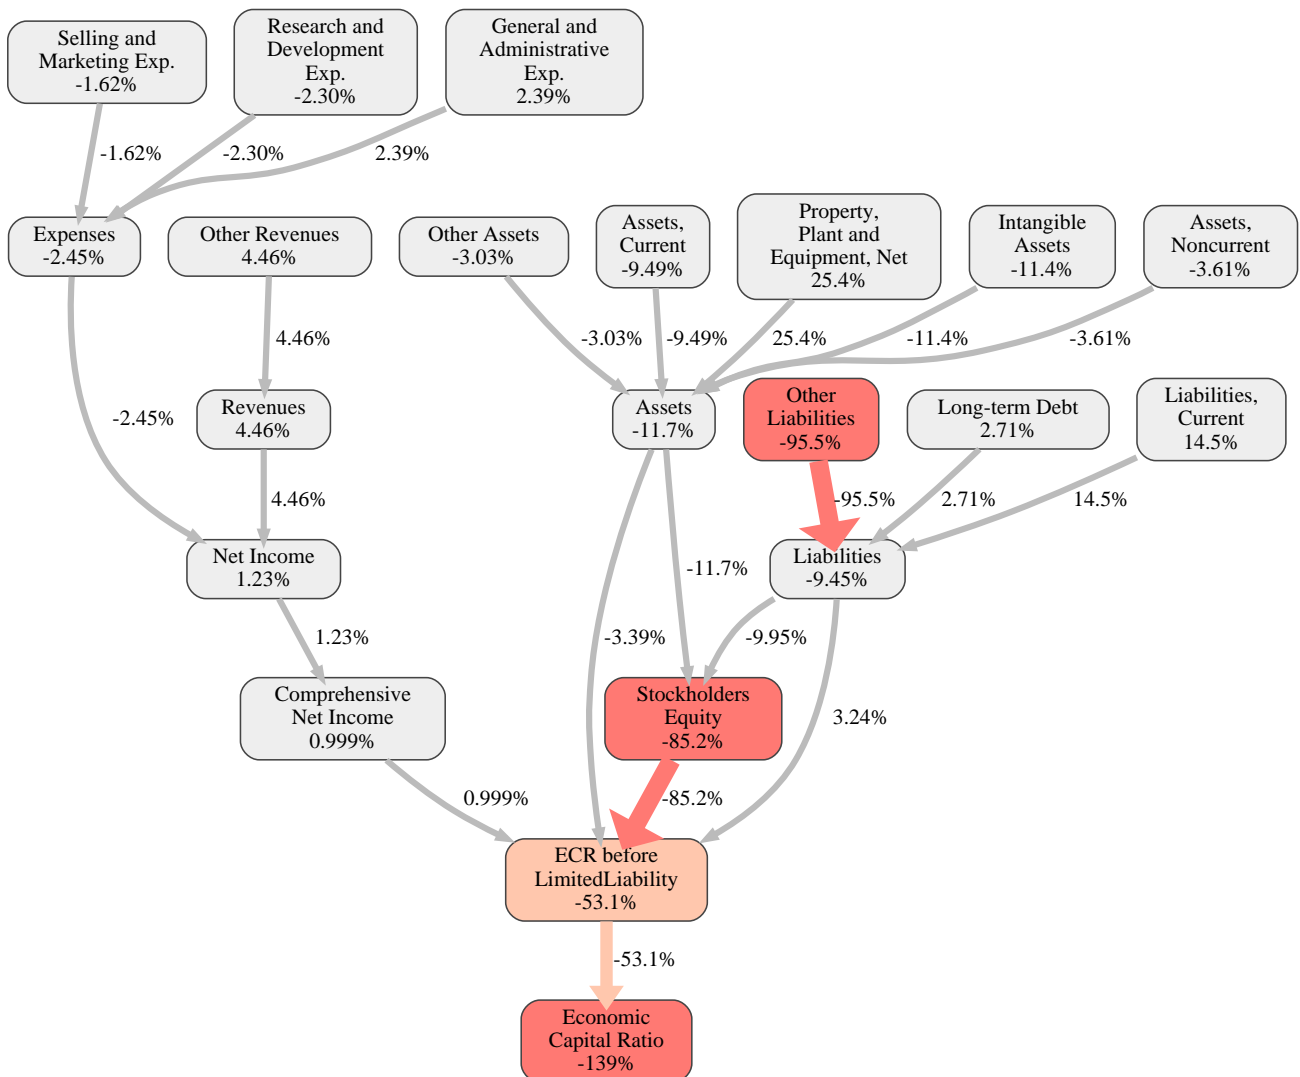 Selling and
Marketing Exp.
-1.62%
Research and
Development
Exp.
-2.30%
General and
Administrative
Exp.
2.39%
-1.62%
-2.30%
2.39%
Expenses
-2.45%
Other Revenues
4.46%
Other Assets
-3.03%
Assets,
Current
-9.49%
Property,
Plant and
Equipment, Net
25.4%
Intangible
Assets
-11.4%
Assets,
Noncurrent
-3.61%
4.46%
-3.03%
-9.49%
25.4%
-11.4%
-3.61%
-2.45%
Revenues
4.46%
Assets
-11.7%
Other
Liabilities
-95.5%
Long-term Debt
2.71%
Liabilities,
Current
14.5%
4.46%
-95.5%
2.71%
14.5%
Net Income
1.23%
-11.7%
Liabilities
-9.45%
1.23%
-3.39%
-9.95%
Comprehensive
Net Income
0.999%
Stockholders
Equity
-85.2%
3.24%
0.999%
-85.2%
ECR before
LimitedLiability
-53.1%
-53.1%
Economic
Capital Ratio
-139%